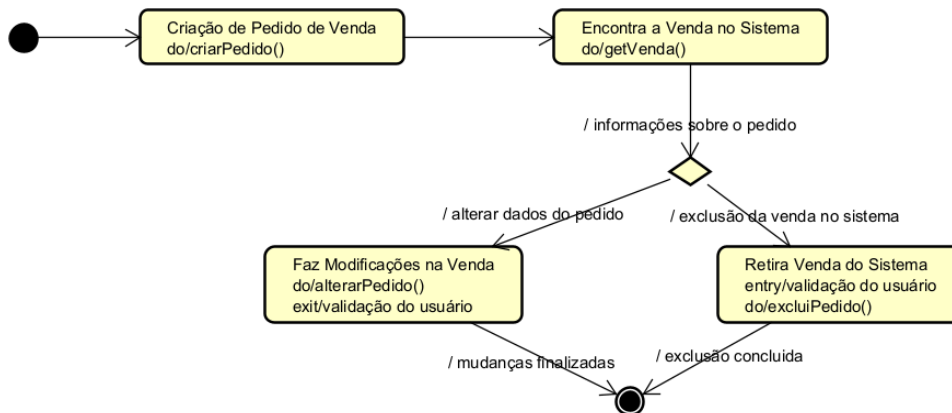 Criação de Pedido de Venda
do/criarPedido()
Encontra a Venda no Sistema
do/getVenda()
/ informações sobre o pedido
/ alterar dados do pedido
/ exclusão da venda no sistema
Faz Modificações na Venda
do/alterarPedido()
exit/validação do usuário
Retira Venda do Sistema
entry/validação do usuário
do/excluiPedido()
/ mudanças finalizadas
/ exclusão concluida